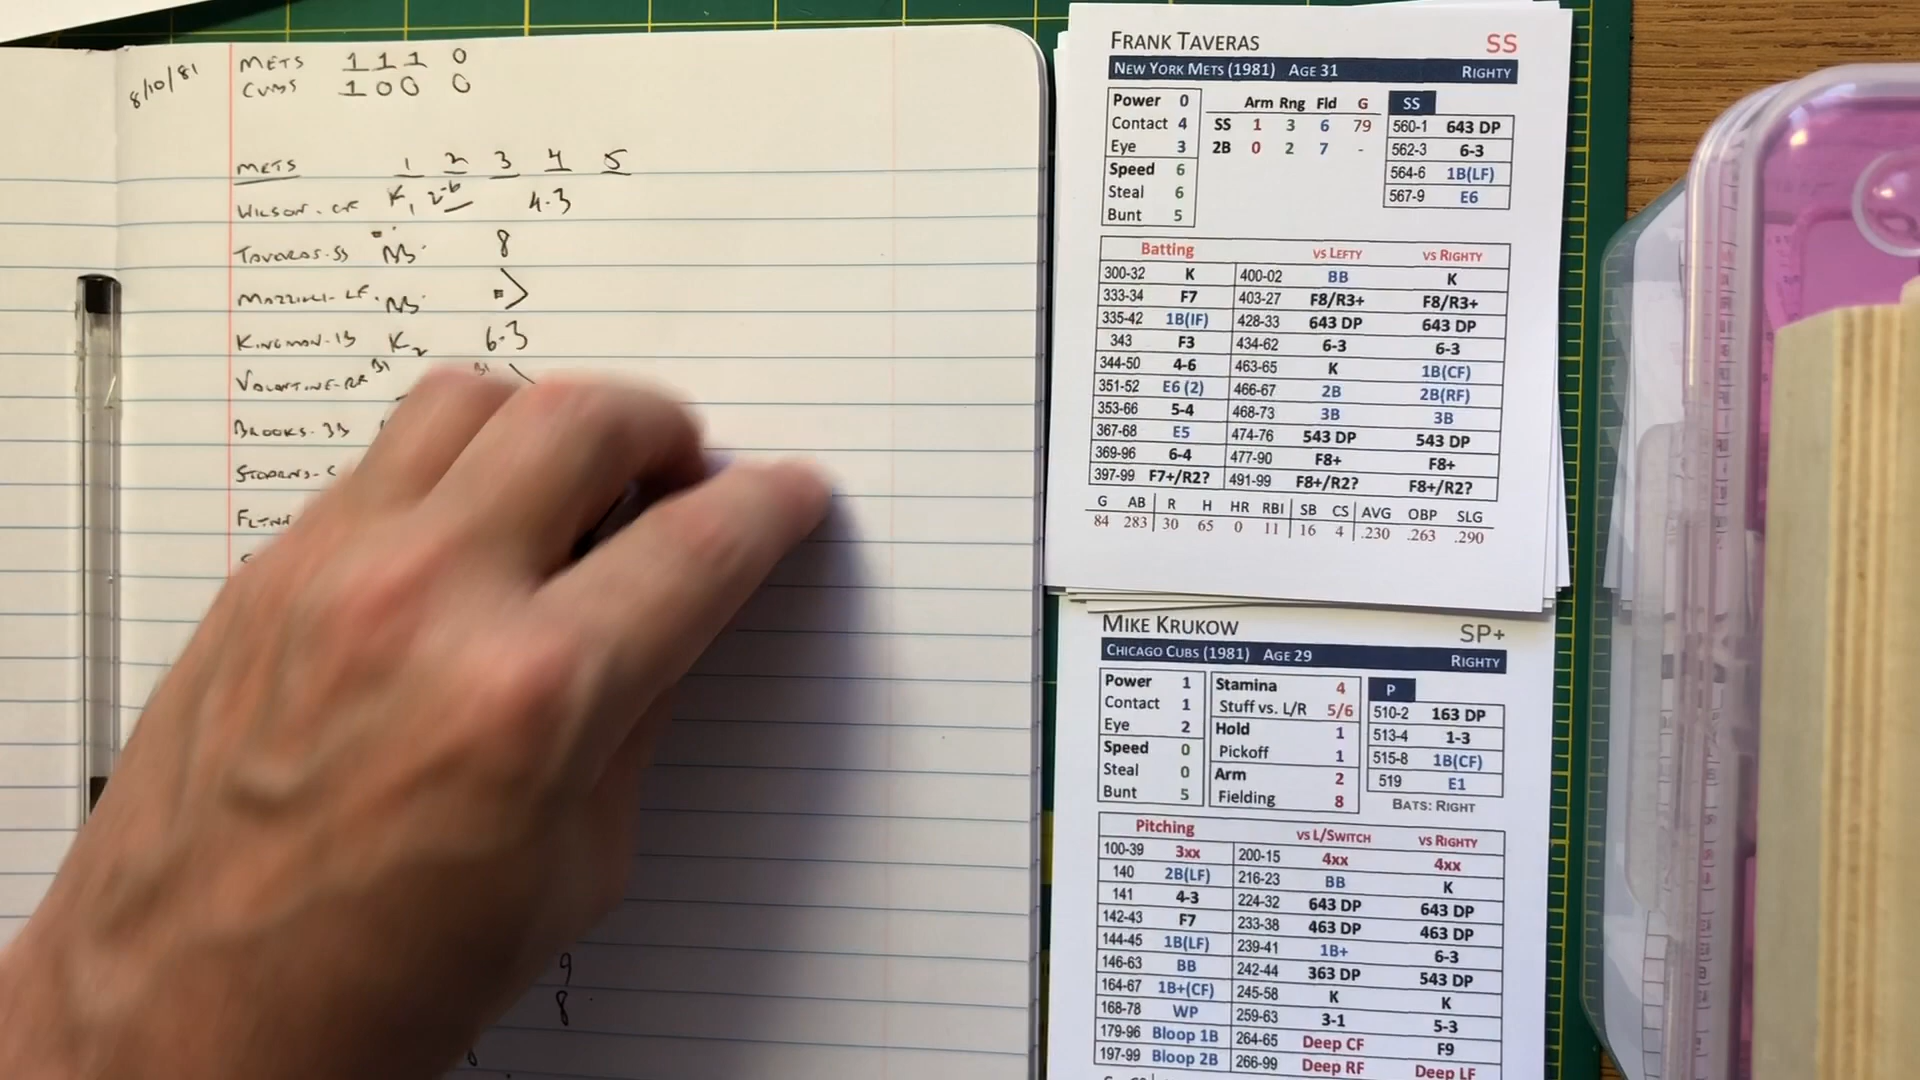 8/10/81
METS 1 1 1 0
CUBS 1 0 0 0
METS 1 2 3 4 5
WILSON-CF K1 2-6 4-3
TAVERAS-SS 8
MAZZILLI-LF
KINGMAN-1B K2 6-3
VALENTINE-RF
BROOKS-3B
STEARNS-C
FLYNN
9
8
FRANK TAVERAS SS
NEW YORK METS (1981) AGE 31 RIGHTY
Power 0
Contact 4
Eye 3
Speed 6
Steal 6
Bunt 5
Arm Rng Fld G
SS 1 3 6 79
2B 0 2 7 -
SS
560-1 643 DP
562-3 6-3
564-6 1B(LF)
567-9 E6
Batting VS LEFTY VS RIGHTY
300-32 K 400-02 BB K
333-34 F7 403-27 F8/R3+ F8/R3+
335-42 1B(IF) 428-33 643 DP 643 DP
343 F3 434-62 6-3 6-3
344-50 4-6 463-65 K 1B(CF)
351-52 E6 (2) 466-67 2B 2B(RF)
353-66 5-4 468-73 3B 3B
367-68 E5 474-76 543 DP 543 DP
369-96 6-4 477-90 F8+ F8+
397-99 F7+/R2? 491-99 F8+/R2? F8+/R2?
G AB R H HR RBI SB CS AVG OBP SLG
84 283 30 65 0 11 16 4 .230 .263 .290
MIKE KRUKOW SP+
CHICAGO CUBS (1981) AGE 29 RIGHTY
Power 1
Contact 1
Eye 2
Speed 0
Steal 0
Bunt 5
Stamina 4
Stuff vs. L/R 5/6
Hold 1
Pickoff 1
Arm 2
Fielding 8
P
510-2 163 DP
513-4 1-3
515-8 1B(CF)
519 E1
BATS: RIGHT
Pitching VS L/SWITCH VS RIGHTY
100-39 3xx 200-15 4xx 4xx
140 2B(LF) 216-23 BB K
141 4-3 224-32 643 DP 643 DP
142-43 F7 233-38 463 DP 463 DP
144-45 1B(LF) 239-41 1B+ 6-3
146-63 BB 242-44 363 DP 543 DP
164-67 1B+(CF) 245-58 K K
168-78 WP 259-63 3-1 5-3
179-96 Bloop 1B 264-65 Deep CF F9
197-99 Bloop 2B 266-99 Deep RF Deep LF